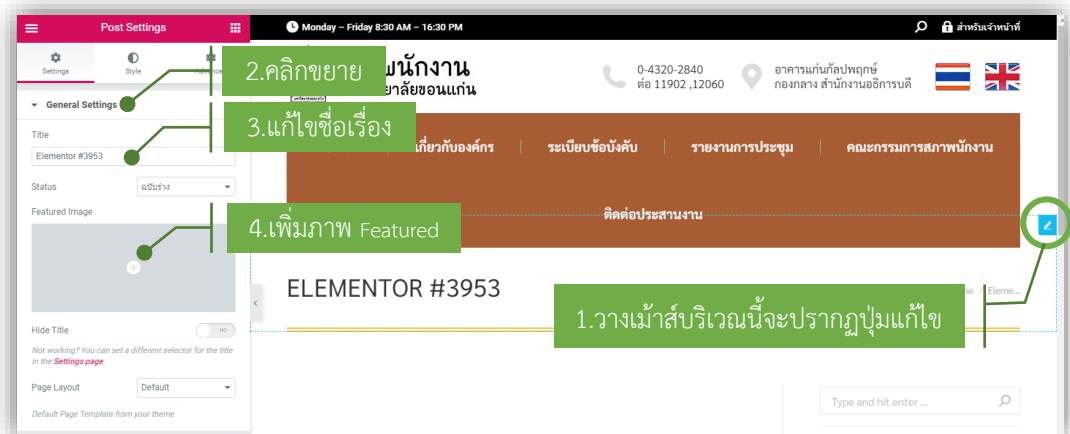 Post Settings
Monday – Friday 8:30 AM – 16:30 PM
สำหรับเจ้าหน้าที่
Settings
Style
2.คลิกขยาย
นักงาน
ยาลัยขอนแก่น
0-4320-2840
ต่อ 11902 ,12060
อาคารแก่นกัลปพฤกษ์
กองกลาง สำนักงานอธิการบดี
General Settings
3.แก้ไขชื่อเรื่อง
Title
Elementor #3953
กี่ยวกับองค์กร
ระเบียบข้อบังคับ
รายงานการประชุม
คณะกรรมการสภาพนักงาน
Status
ฉบับร่าง
Featured Image
4.เพิ่มภาพ Featured
ติดต่อประสานงาน
ELEMENTOR #3953
/ Eleme...
1.วางเม้าส์บริเวณนี้จะปรากฏปุ่มแก้ไข
Hide Title
NO
Not working? You can set a different selector for the title
in the Settings page.
Page Layout
Default
Default Page Template from your theme
Type and hit enter ...